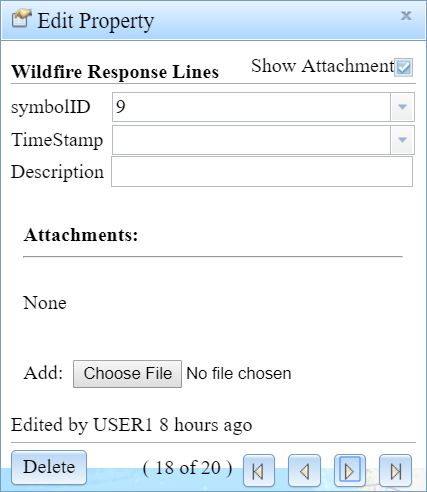 Edit Property
Wildfire Response Lines Show Attachment
symbolID 9
TimeStamp
Description
Attachments:
None
Add: Choose File No file chosen
Edited by USER1 8 hours ago
Delete ( 18 of 20 )